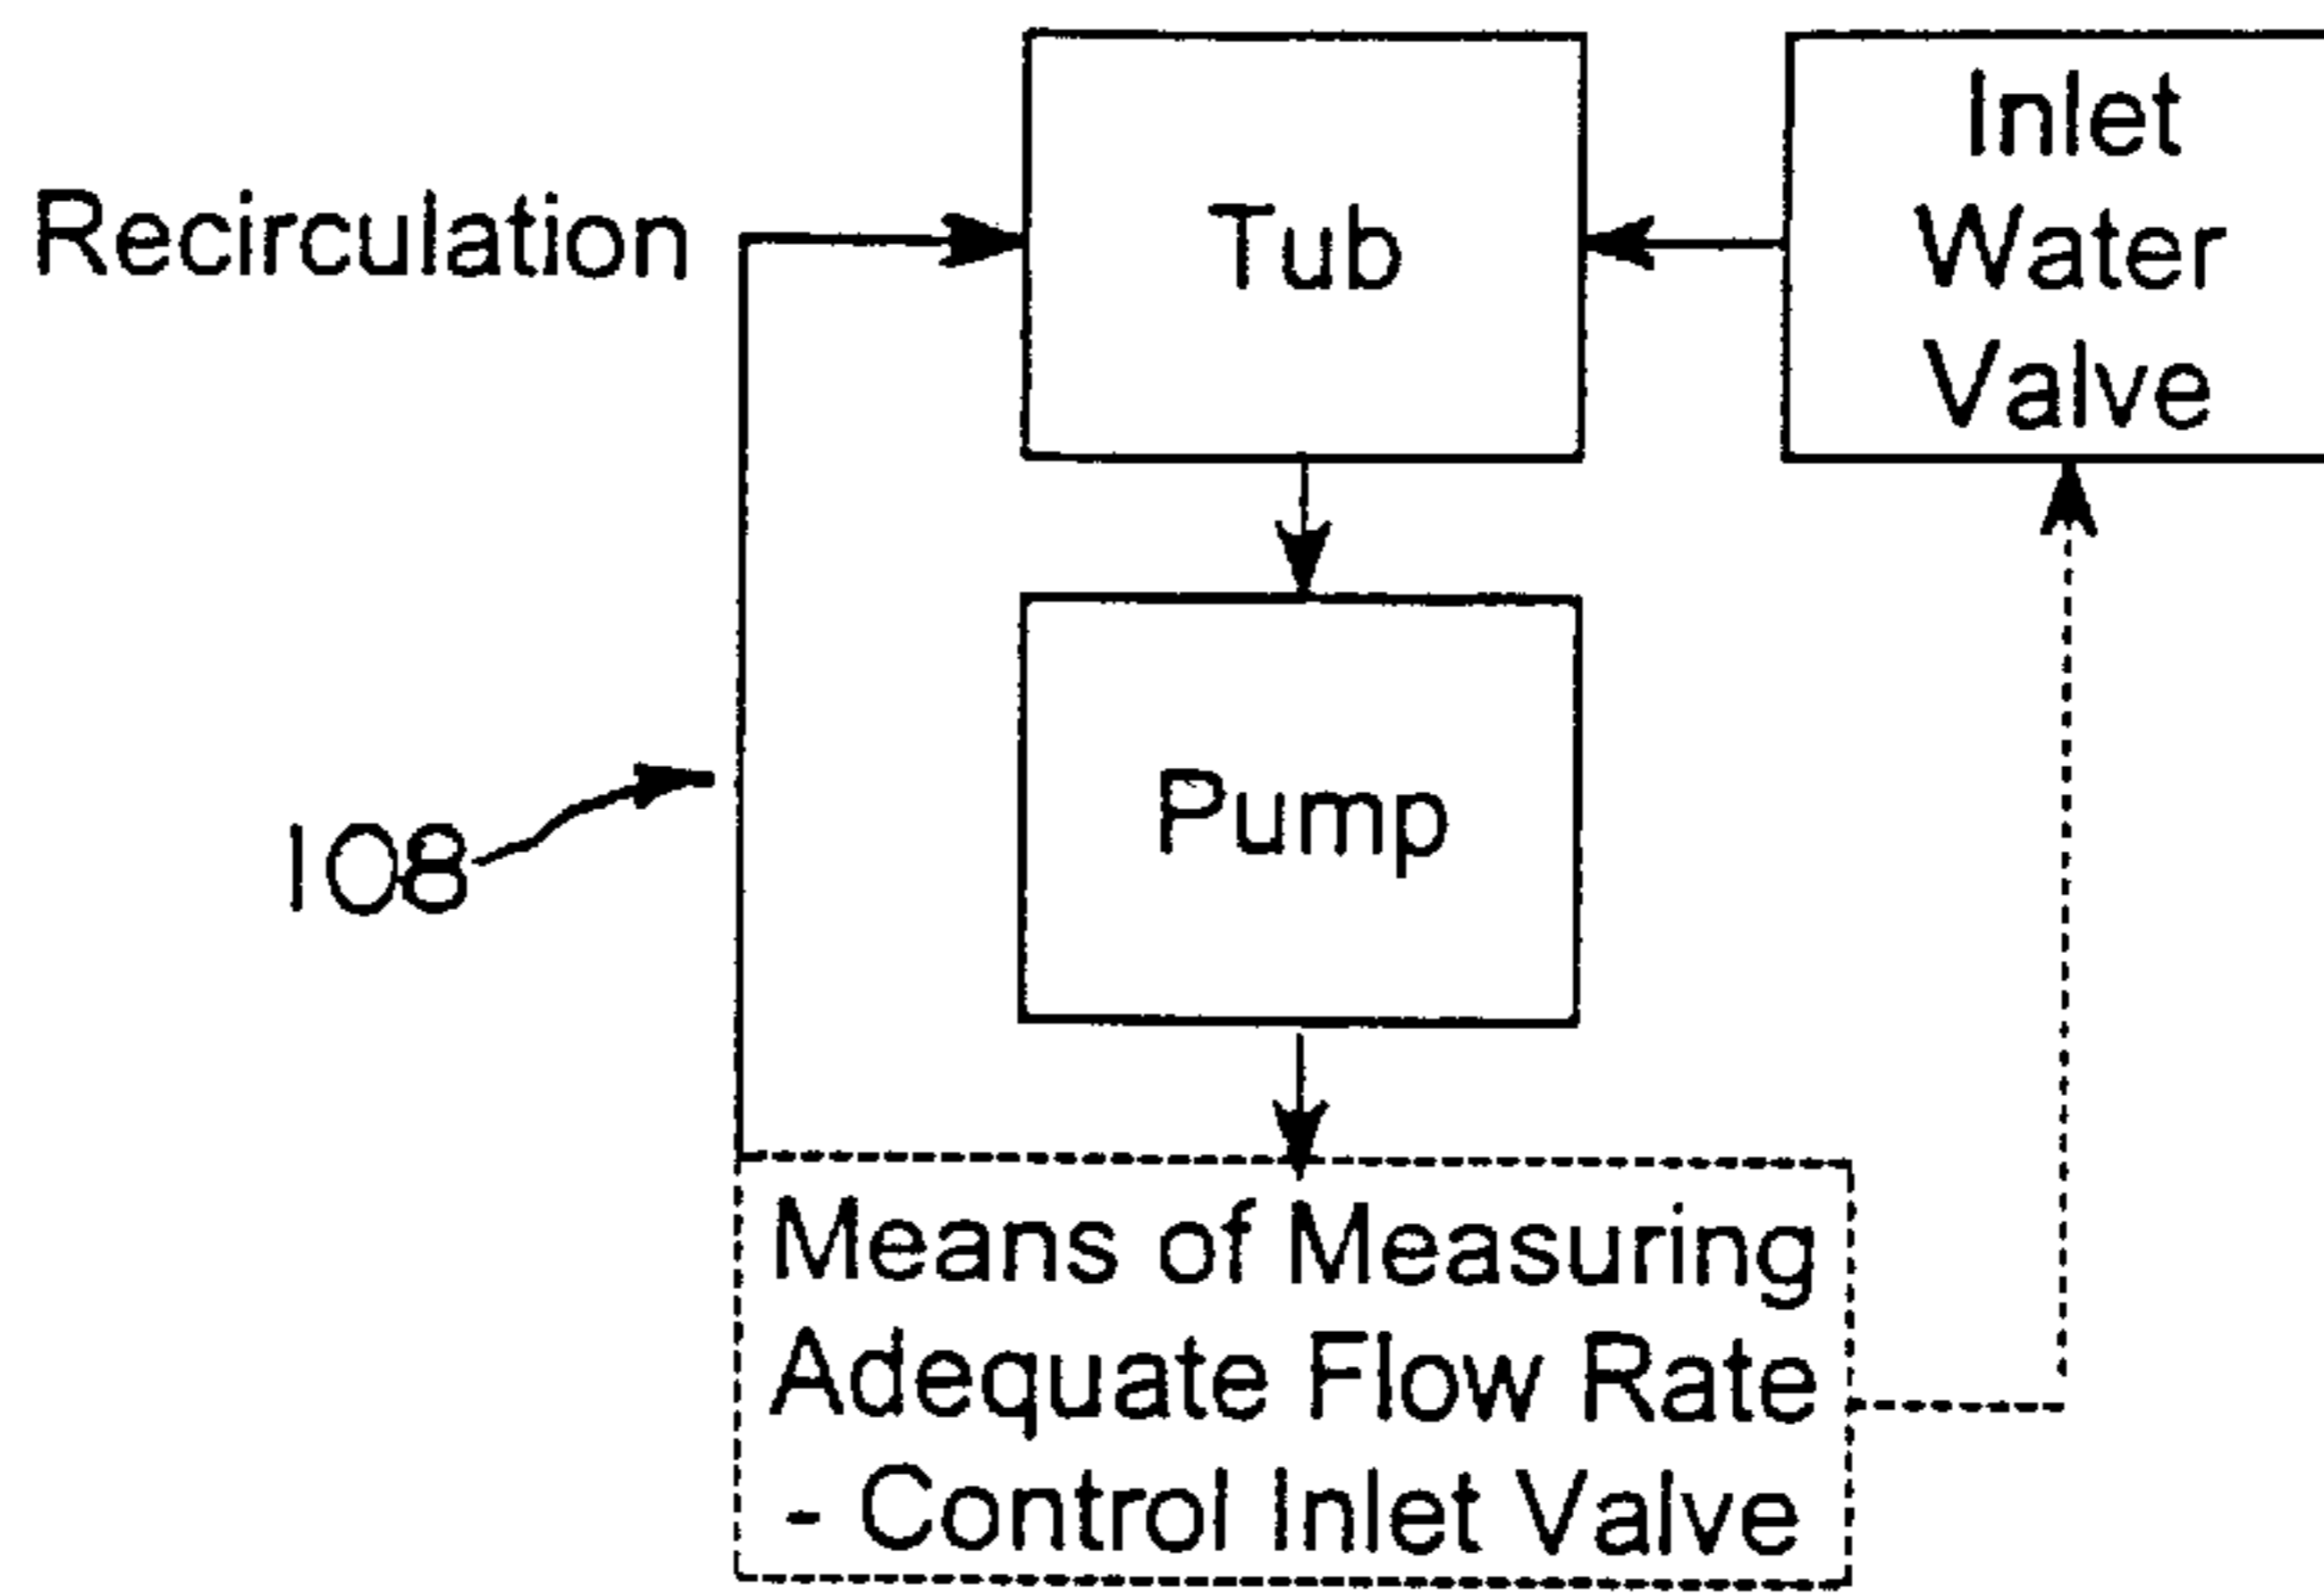 Recirculation
Tub
Inlet
Water
Valve
108
Pump
Means of Measuring
Adequate Flow Rate
- Control Inlet Valve